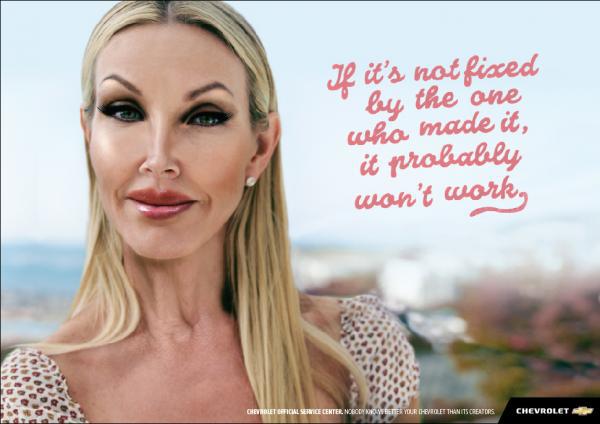 If it's not fixed
by the one
who made it,
it probably
won't work.
CHEVROLET OFFICIAL SERVICE CENTER. NOBODY KNOWS BETTER YOUR CHEVROLET THAN ITS CREATORS.
CHEVROLET